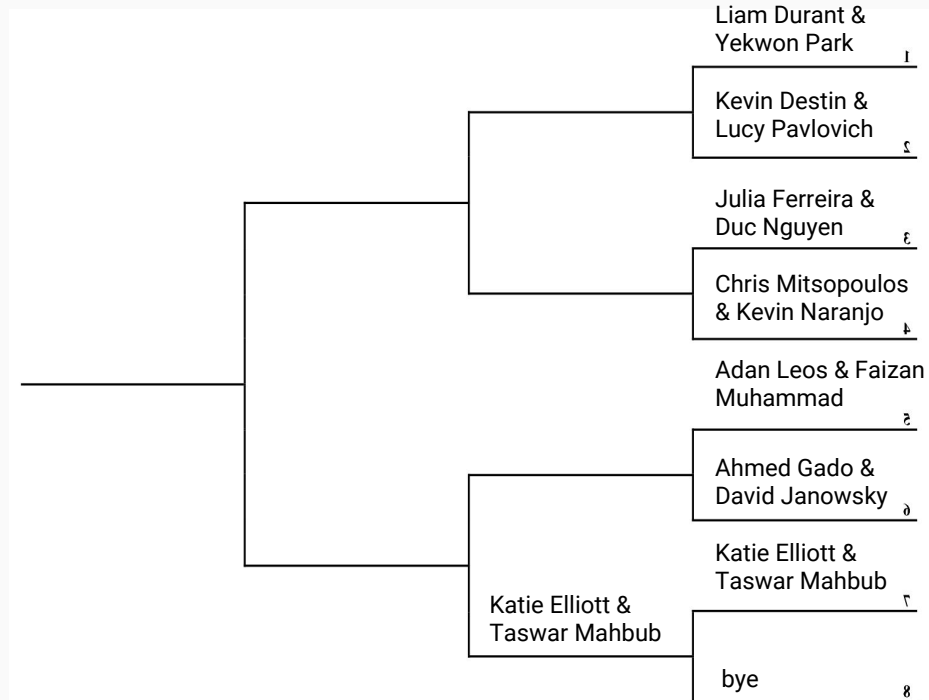 Liam Durant &
Yekwon Park
1
Kevin Destin &
Lucy Pavlovich
2
Julia Ferreira &
Duc Nguyen
3
Chris Mitsopoulos
& Kevin Naranjo
4
Adan Leos & Faizan
Muhammad
5
Ahmed Gado &
David Janowsky
6
Katie Elliott &
Taswar Mahbub
7
Katie Elliott &
Taswar Mahbub
bye
8